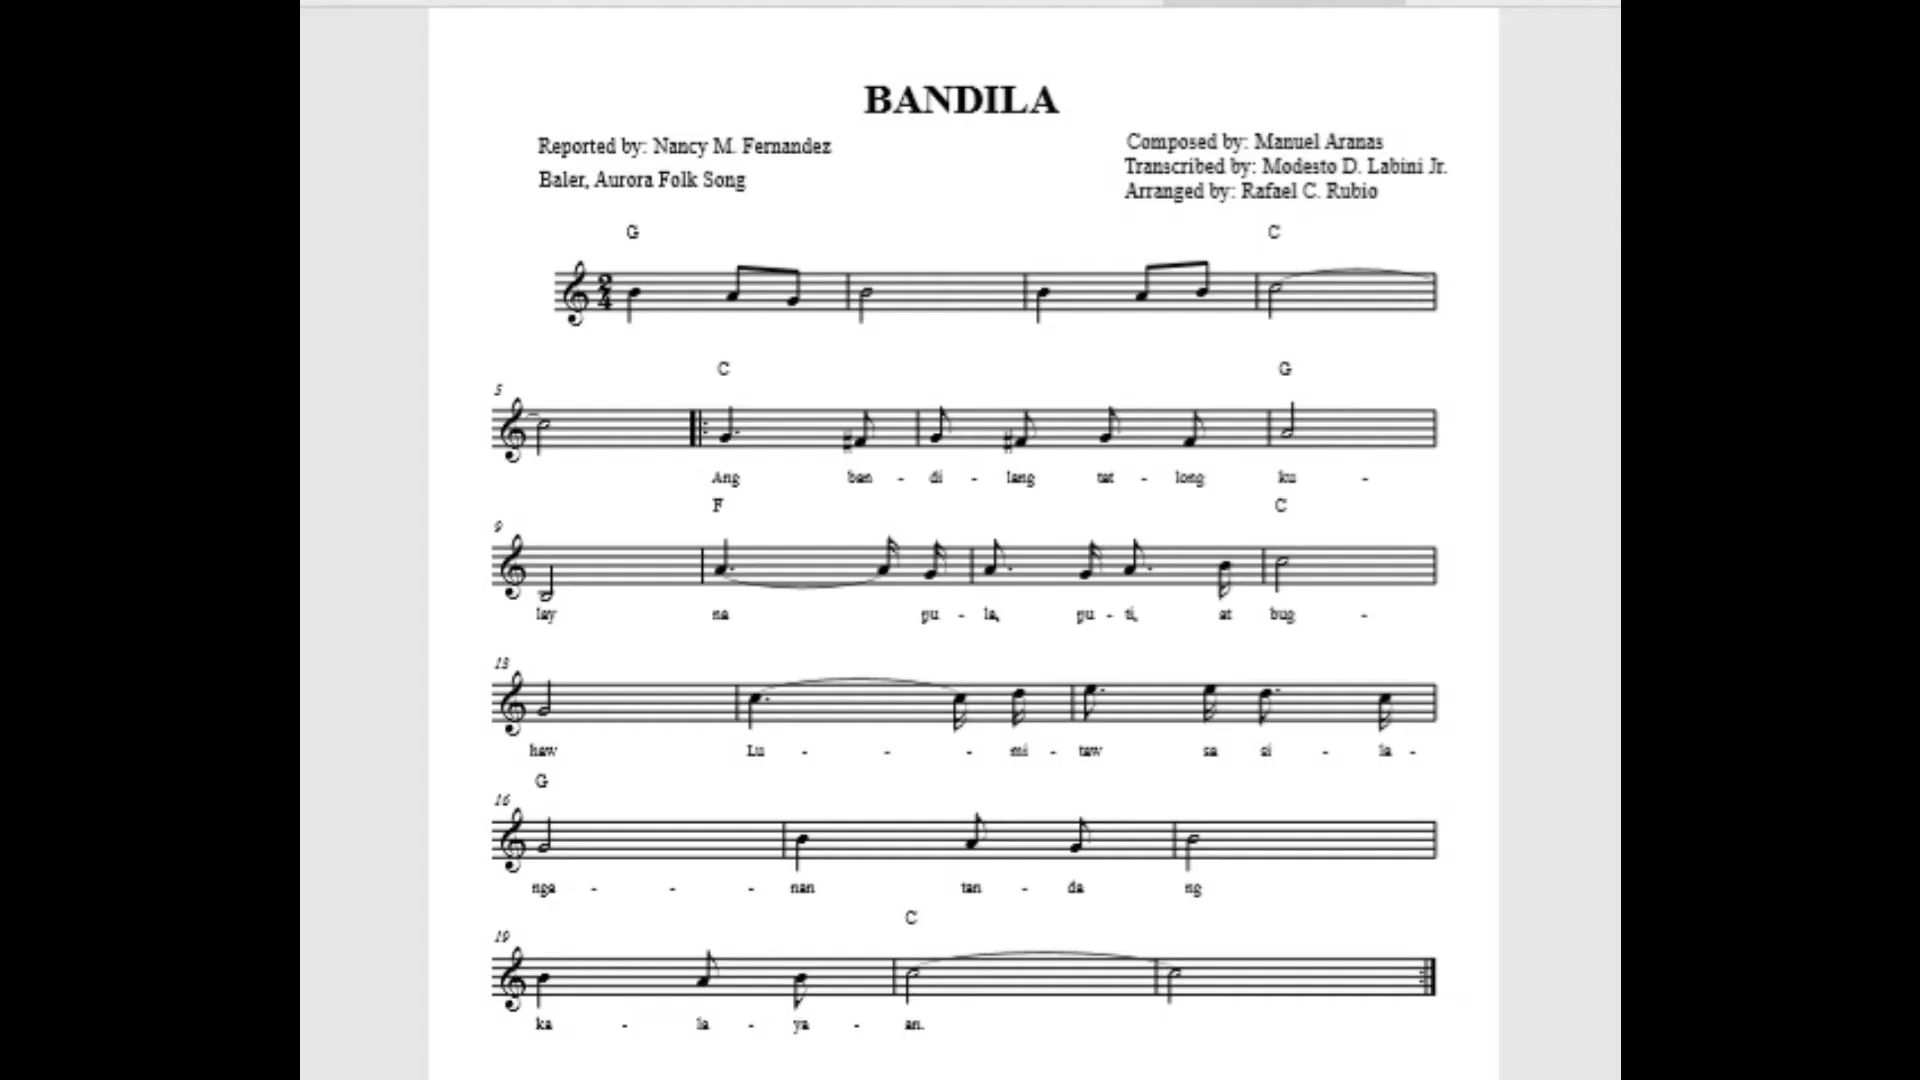 BANDILA
Reported by: Nancy M. Fernandez
Baler, Aurora Folk Song
Composed by: Manuel Aranas
Transcribed by: Modesto D. Labini Jr.
Arranged by: Rafael C. Rubio
G C
2
4
5 C G
Ang ban - di - lang tat - long ku -
9 F C
lay na pu - la, pu - ti, at bug -
13
haw Lu - - - mi - taw sa si - la -
16 G
nga - - - nan tan - da ng
19 C
ka - la - ya - an.